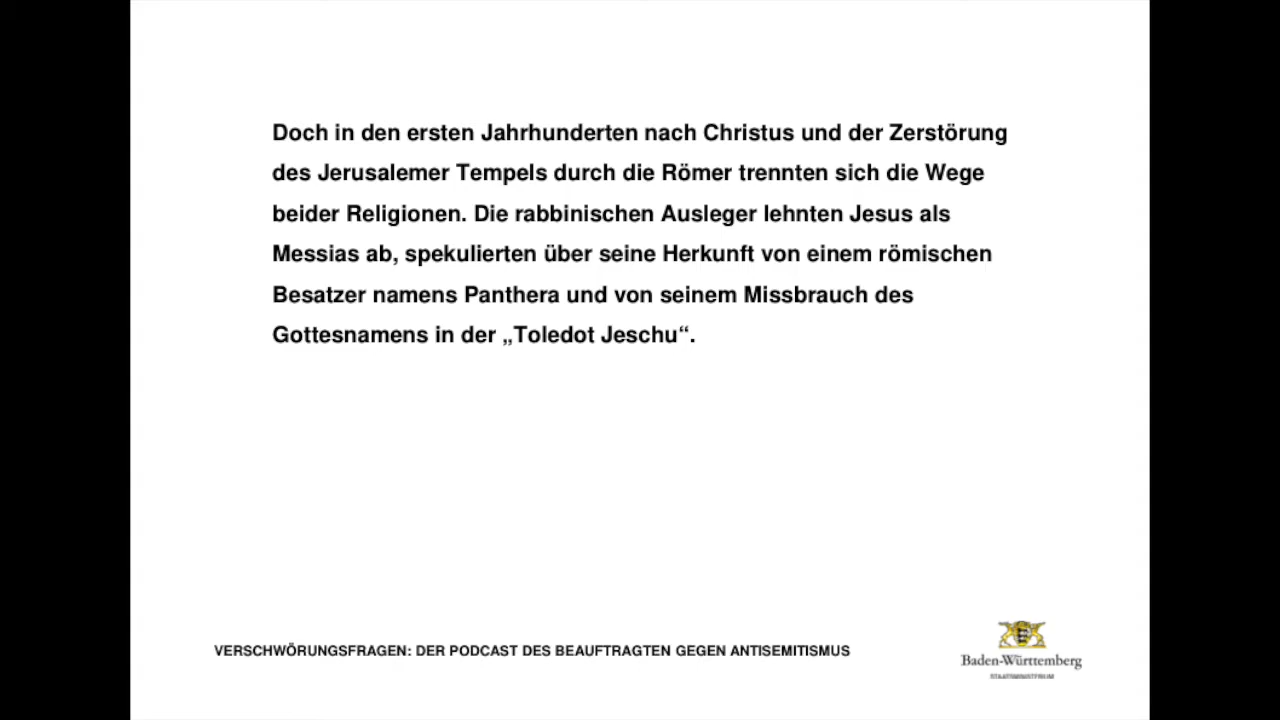 Doch in den ersten Jahrhunderten nach Christus und der Zerstörung
des Jerusalemer Tempels durch die Römer trennten sich die Wege
beider Religionen. Die rabbinischen Ausleger lehnten Jesus als
Messias ab, spekulierten über seine Herkunft von einem römischen
Besatzer namens Panthera und von seinem Missbrauch des
Gottesnamens in der „Toledot Jeschu“.
VERSCHWÖRUNGSFRAGEN: DER PODCAST DES BEAUFTRAGTEN GEGEN ANTISEMITISMUS
Baden-Württemberg
STAATSMINISTERIUM